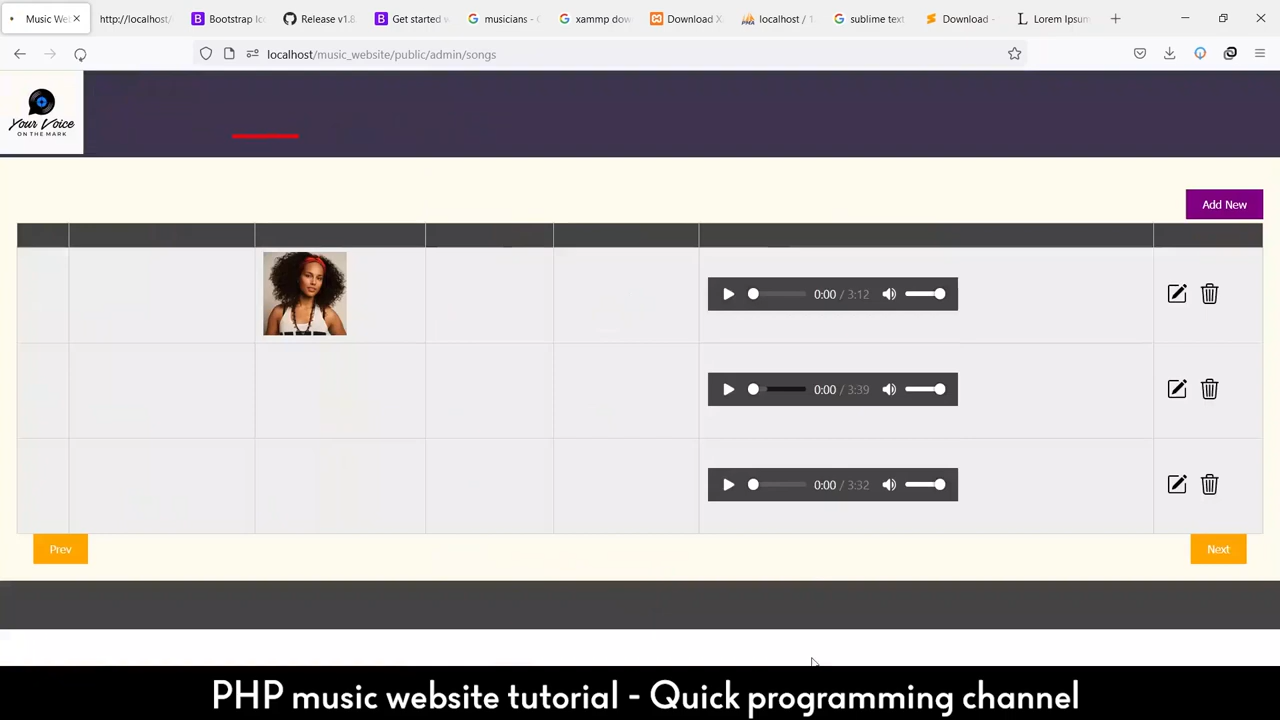 Music We
http://localhost/
Bootstrap Ico
Release v1.8.
Get started w
musicians - G
xammp dow
Download X
localhost / 1
sublime text
Download -
Lorem Ipsum
localhost/music_website/public/admin/songs
YOUR VOICE
ON THE MARK
Add New
0:00 / 3:12
0:00 / 3:39
0:00 / 3:32
Prev
Next
PHP music website tutorial - Quick programming channel